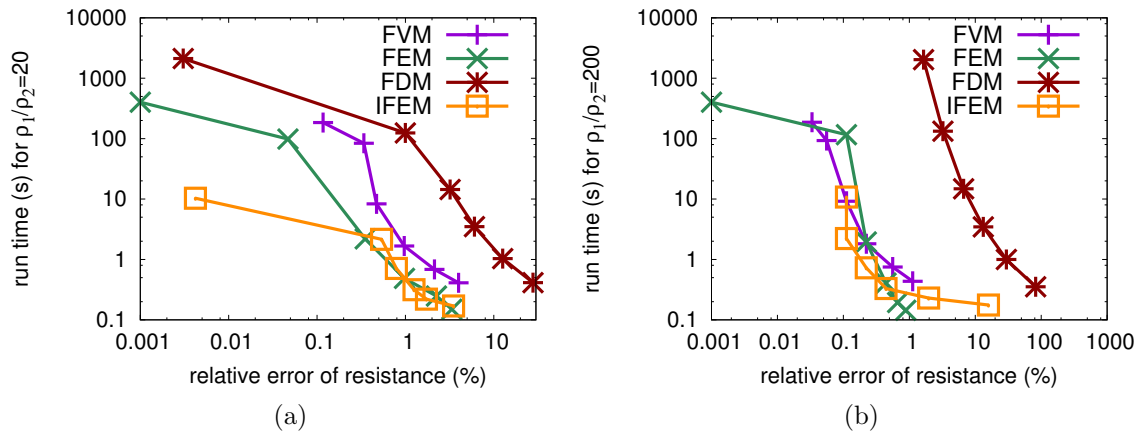 run time (s) for ρ1/ρ2=20
10000
1000
100
10
1
0.1
0.001
0.01
0.1
1
10
relative error of resistance (%)
FVM
FEM
FDM
IFEM
(a)
run time (s) for ρ1/ρ2=200
10000
1000
100
10
1
0.1
0.001
0.01
0.1
1
10
100
1000
relative error of resistance (%)
FVM
FEM
FDM
IFEM
(b)